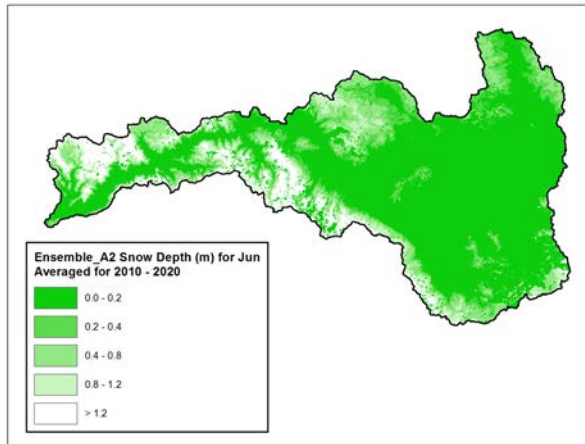 Ensemble_A2 Snow Depth (m) for Jun
Averaged for 2010 - 2020
0.0 - 0.2
0.2 - 0.4
0.4 - 0.8
0.8 - 1.2
> 1.2